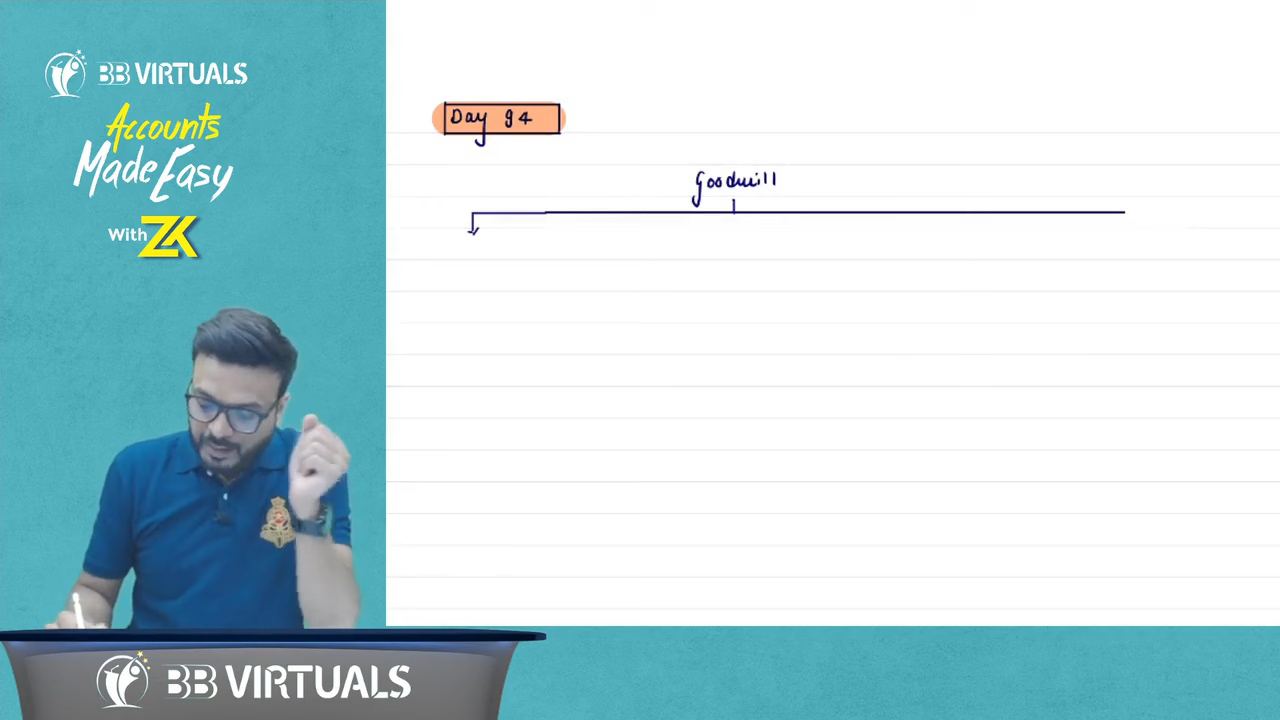 BB VIRTUALS
Accounts
Made Easy
With ZK
Day 94
Goodwill
BB VIRTUALS